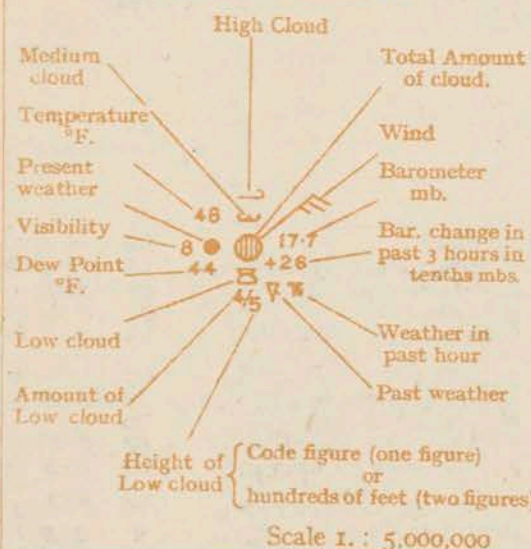 High Cloud
Medium
cloud
Total Amount
of cloud.
Temperature
°F.
Wind
Present
weather
Barometer
mb.
48
Visibility
8
17.7
Bar. change in
past 3 hours in
tenths mbs.
Dew Point
°F.
44
+26
4/5
Low cloud
Weather in
past hour
Amount of
Low cloud
Past weather
Height of
Low cloud
Code figure (one figure)
or
hundreds of feet (two figures)
Scale 1. : 5,000,000